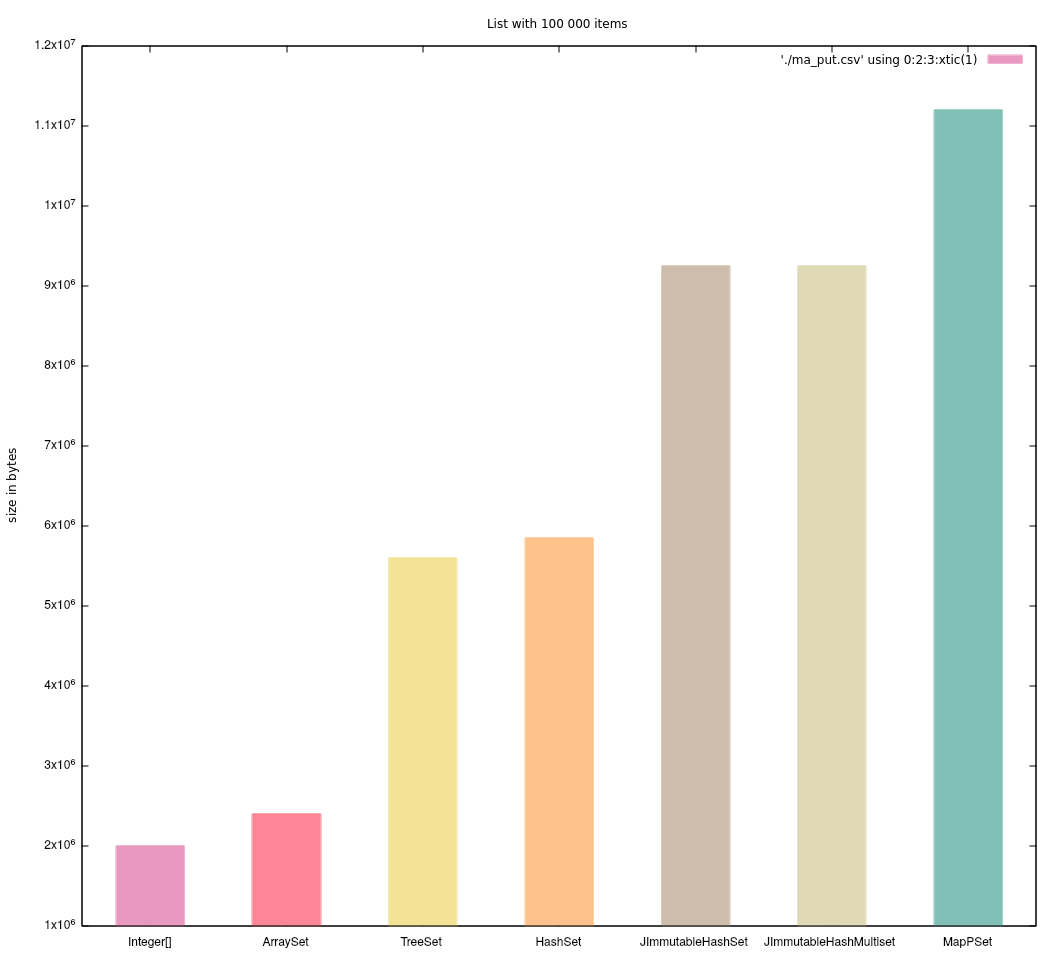 List with 100 000 items
'./ma_put.csv' using 0:2:3:xtic(1)
1.2x10⁷
1.1x10⁷
1x10⁷
9x10⁶
8x10⁶
7x10⁶
6x10⁶
5x10⁶
4x10⁶
3x10⁶
2x10⁶
1x10⁶
size in bytes
Integer[] ArraySet TreeSet HashSet JImmutableHashSet JImmutableHashMultiset MapPSet